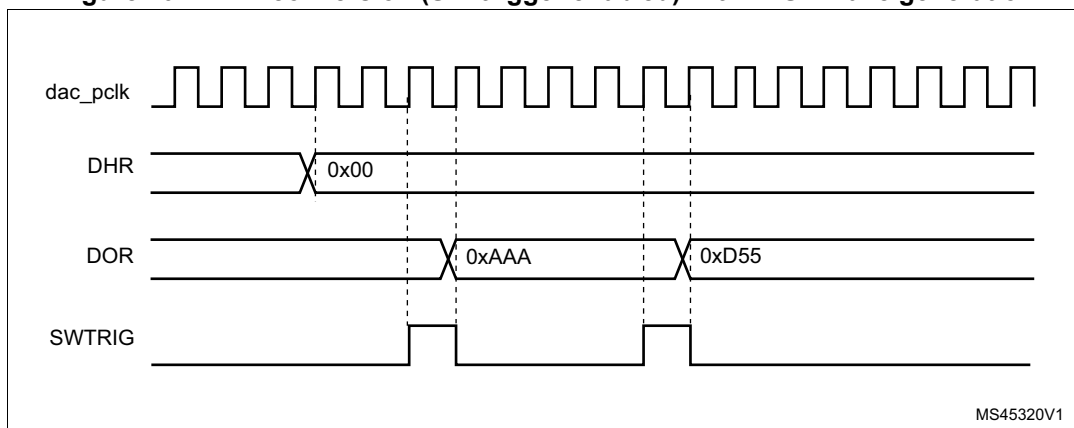 dac_pclk
DHR
0x00
DOR
0xAAA
0xD55
SWTRIG
MS45320V1